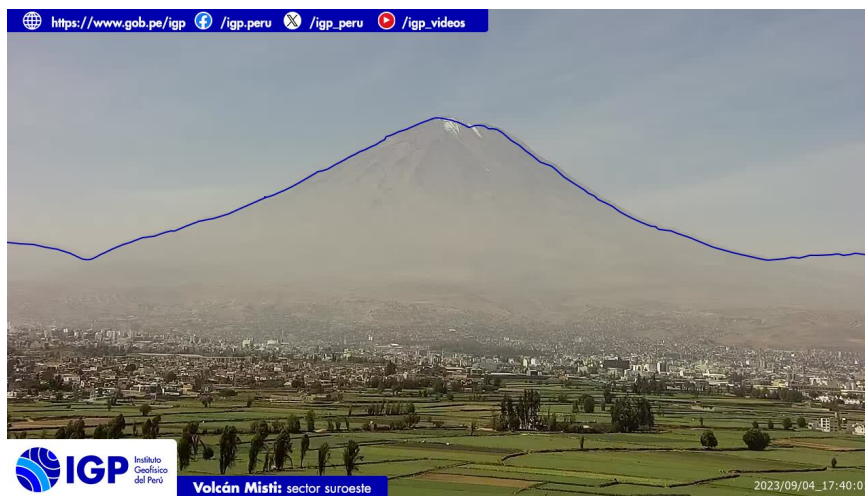 https://www.gob.pe/igp /igp.peru /igp_peru /igp_videos
IGP
Instituto
Geofísico
del Perú
Volcán Misti: sector suroeste
2023/09/04_17:40:0